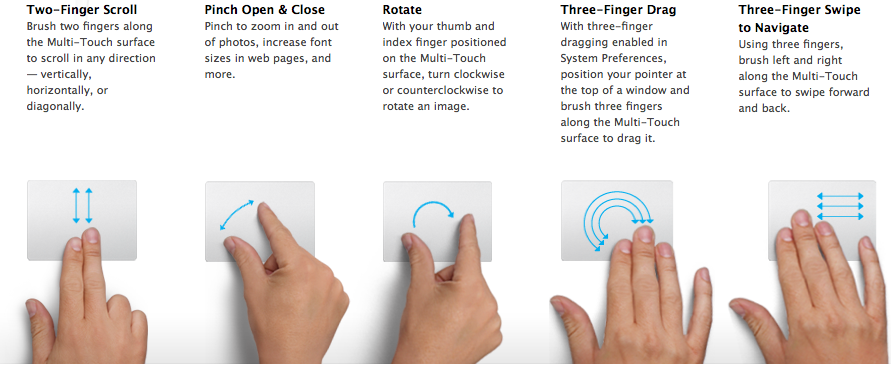 Two-Finger Scroll
Brush two fingers along
the Multi-Touch surface
to scroll in any direction
— vertically,
horizontally, or
diagonally.
Pinch Open & Close
Pinch to zoom in and out
of photos, increase font
sizes in web pages, and
more.
Rotate
With your thumb and
index finger positioned
on the Multi-Touch
surface, turn clockwise
or counterclockwise to
rotate an image.
Three-Finger Drag
With three-finger
dragging enabled in
System Preferences,
position your pointer at
the top of a window and
brush three fingers
along the Multi-Touch
surface to drag it.
Three-Finger Swipe
to Navigate
Using three fingers,
brush left and right
along the Multi-Touch
surface to swipe forward
and back.